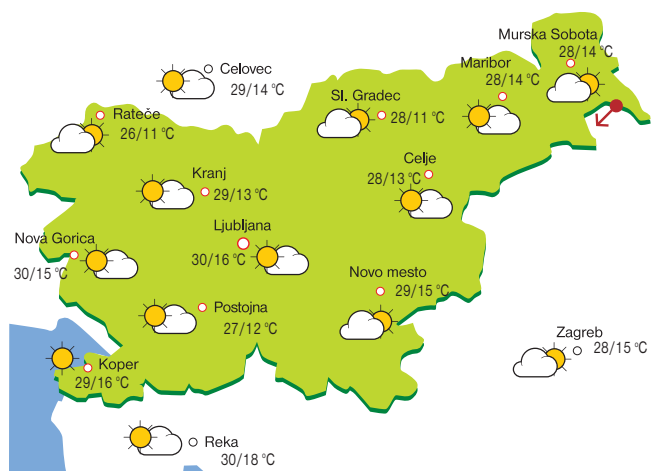 Murska Sobota
28/14 °C
Maribor
28/14 °C
Celovec
29/14 °C
Sl. Gradec
28/11 °C
Rateče
26/11 °C
Celje
28/13 °C
Kranj
29/13 °C
Ljubljana
30/16 °C
Nova Gorica
30/15 °C
Novo mesto
29/15 °C
Postojna
27/12 °C
Zagreb
28/15 °C
Koper
29/16 °C
Reka
30/18 °C